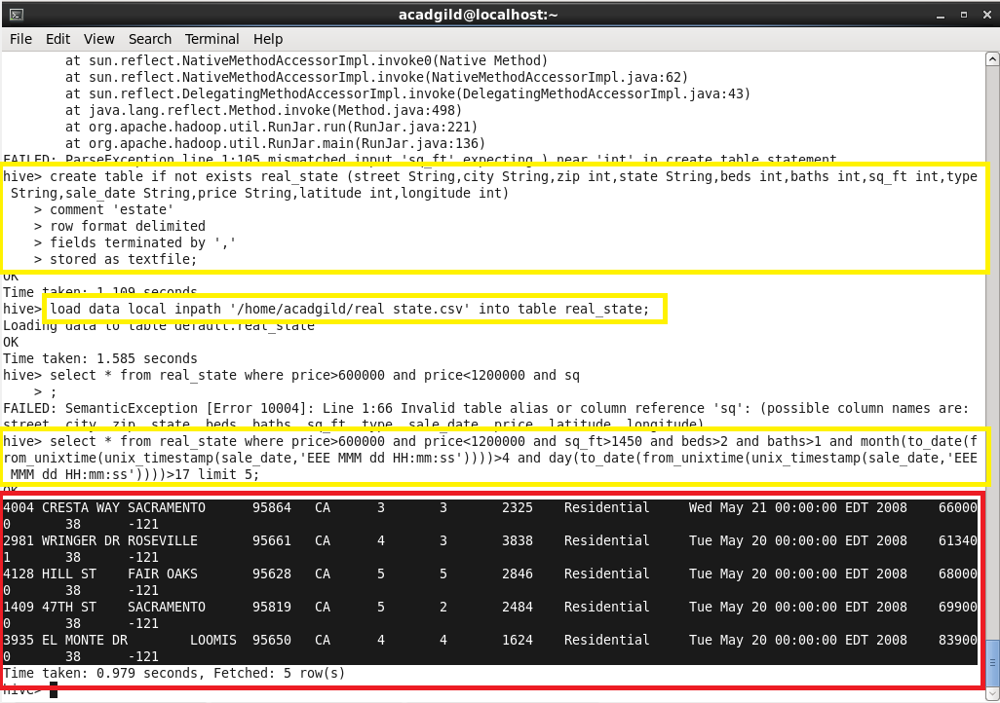 acadgild@localhost:~
File Edit View Search Terminal Help
at sun.reflect.NativeMethodAccessorImpl.invoke0(Native Method)
at sun.reflect.NativeMethodAccessorImpl.invoke(NativeMethodAccessorImpl.java:62)
at sun.reflect.DelegatingMethodAccessorImpl.invoke(DelegatingMethodAccessorImpl.java:43)
at java.lang.reflect.Method.invoke(Method.java:498)
at org.apache.hadoop.util.RunJar.run(RunJar.java:221)
at org.apache.hadoop.util.RunJar.main(RunJar.java:136)
FAILED: ParseException line 1:105 mismatched input 'sq_ft' expecting ) near 'int' in create table statement
hive> create table if not exists real_state (street String,city String,zip int,state String,beds int,baths int,sq_ft int,type
String,sale_date String,price String,latitude int,longitude int)
> comment 'estate'
> row format delimited
> fields terminated by ','
> stored as textfile;
OK
Time taken: 1.109 seconds
hive> load data local inpath '/home/acadgild/real state.csv' into table real_state;
Loading data to table default.real_state
OK
Time taken: 1.585 seconds
hive> select * from real_state where price>600000 and price<1200000 and sq
> ;
FAILED: SemanticException [Error 10004]: Line 1:66 Invalid table alias or column reference 'sq': (possible column names are:
street, city, zip, state, beds, baths, sq_ft, type, sale_date, price, latitude, longitude)
hive> select * from real_state where price>600000 and price<1200000 and sq_ft>1450 and beds>2 and baths>1 and month(to_date(f
rom_unixtime(unix_timestamp(sale_date,'EEE MMM dd HH:mm:ss'))))>4 and day(to_date(from_unixtime(unix_timestamp(sale_date,'EEE
MMM dd HH:mm:ss'))))>17 limit 5;
OK
4004 CRESTA WAY SACRAMENTO 95864 CA 3 3 2325 Residential Wed May 21 00:00:00 EDT 2008 66000
0 38 -121
2981 WRINGER DR ROSEVILLE 95661 CA 4 3 3838 Residential Tue May 20 00:00:00 EDT 2008 61340
1 38 -121
4128 HILL ST FAIR OAKS 95628 CA 5 5 2846 Residential Tue May 20 00:00:00 EDT 2008 68000
0 38 -121
1409 47TH ST SACRAMENTO 95819 CA 5 2 2484 Residential Tue May 20 00:00:00 EDT 2008 69900
0 38 -121
3935 EL MONTE DR LOOMIS 95650 CA 4 4 1624 Residential Tue May 20 00:00:00 EDT 2008 83900
0 38 -121
Time taken: 0.979 seconds, Fetched: 5 row(s)
hive>